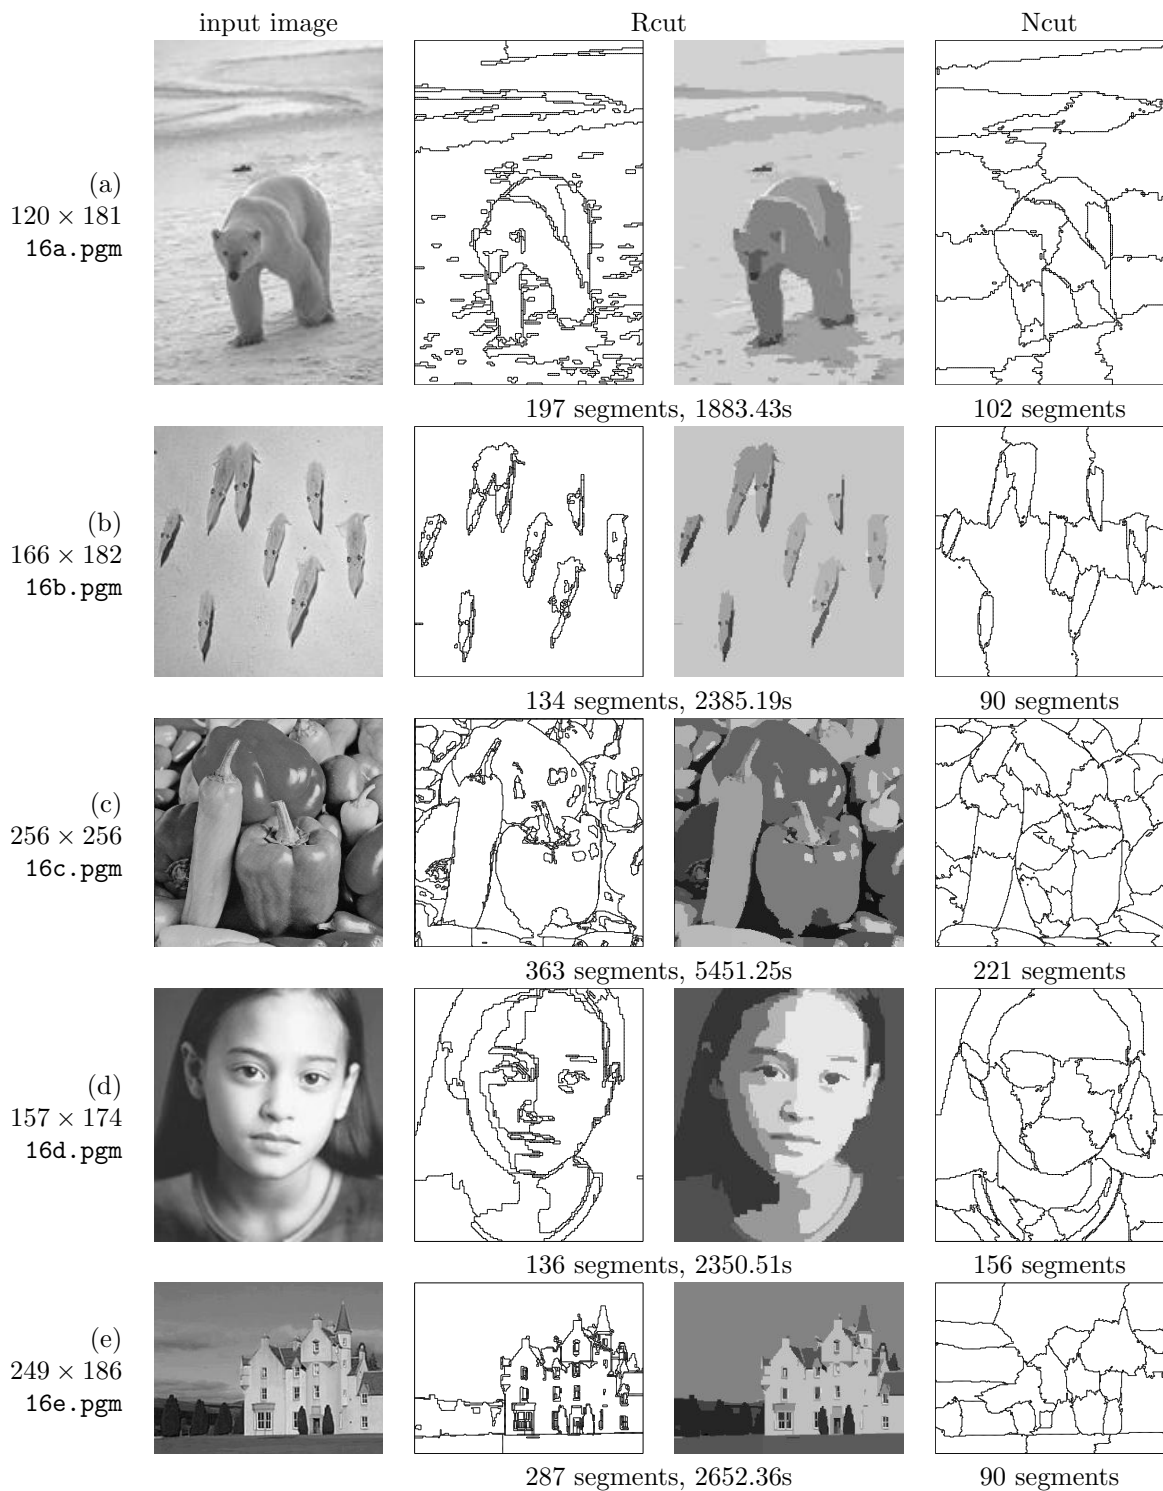 input image Rcut Ncut
(a)
120 × 181
16a.pgm
197 segments, 1883.43s 102 segments
(b)
166 × 182
16b.pgm
134 segments, 2385.19s 90 segments
(c)
256 × 256
16c.pgm
363 segments, 5451.25s 221 segments
(d)
157 × 174
16d.pgm
136 segments, 2350.51s 156 segments
(e)
249 × 186
16e.pgm
287 segments, 2652.36s 90 segments